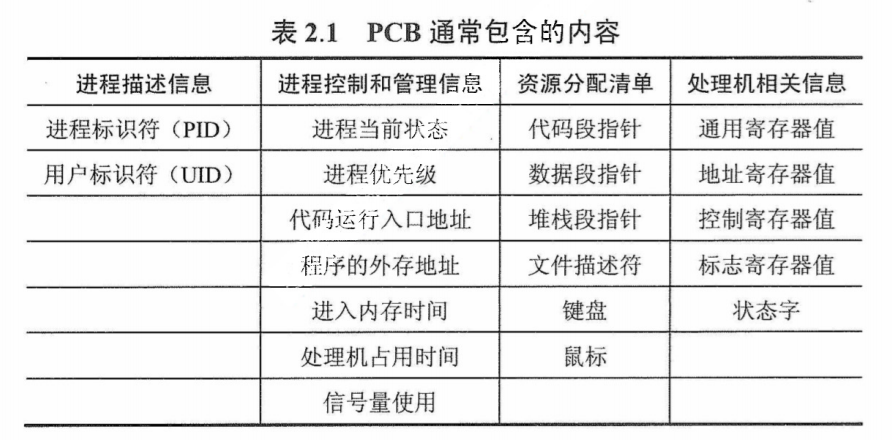 表 2.1 PCB 通常包含的内容
进程描述信息 进程控制和管理信息 资源分配清单 处理机相关信息
进程标识符（PID） 进程当前状态 代码段指针 通用寄存器值
用户标识符（UID） 进程优先级 数据段指针 地址寄存器值
代码运行入口地址 堆栈段指针 控制寄存器值
程序的外存地址 文件描述符 标志寄存器值
进入内存时间 键盘 状态字
处理机占用时间 鼠标
信号量使用